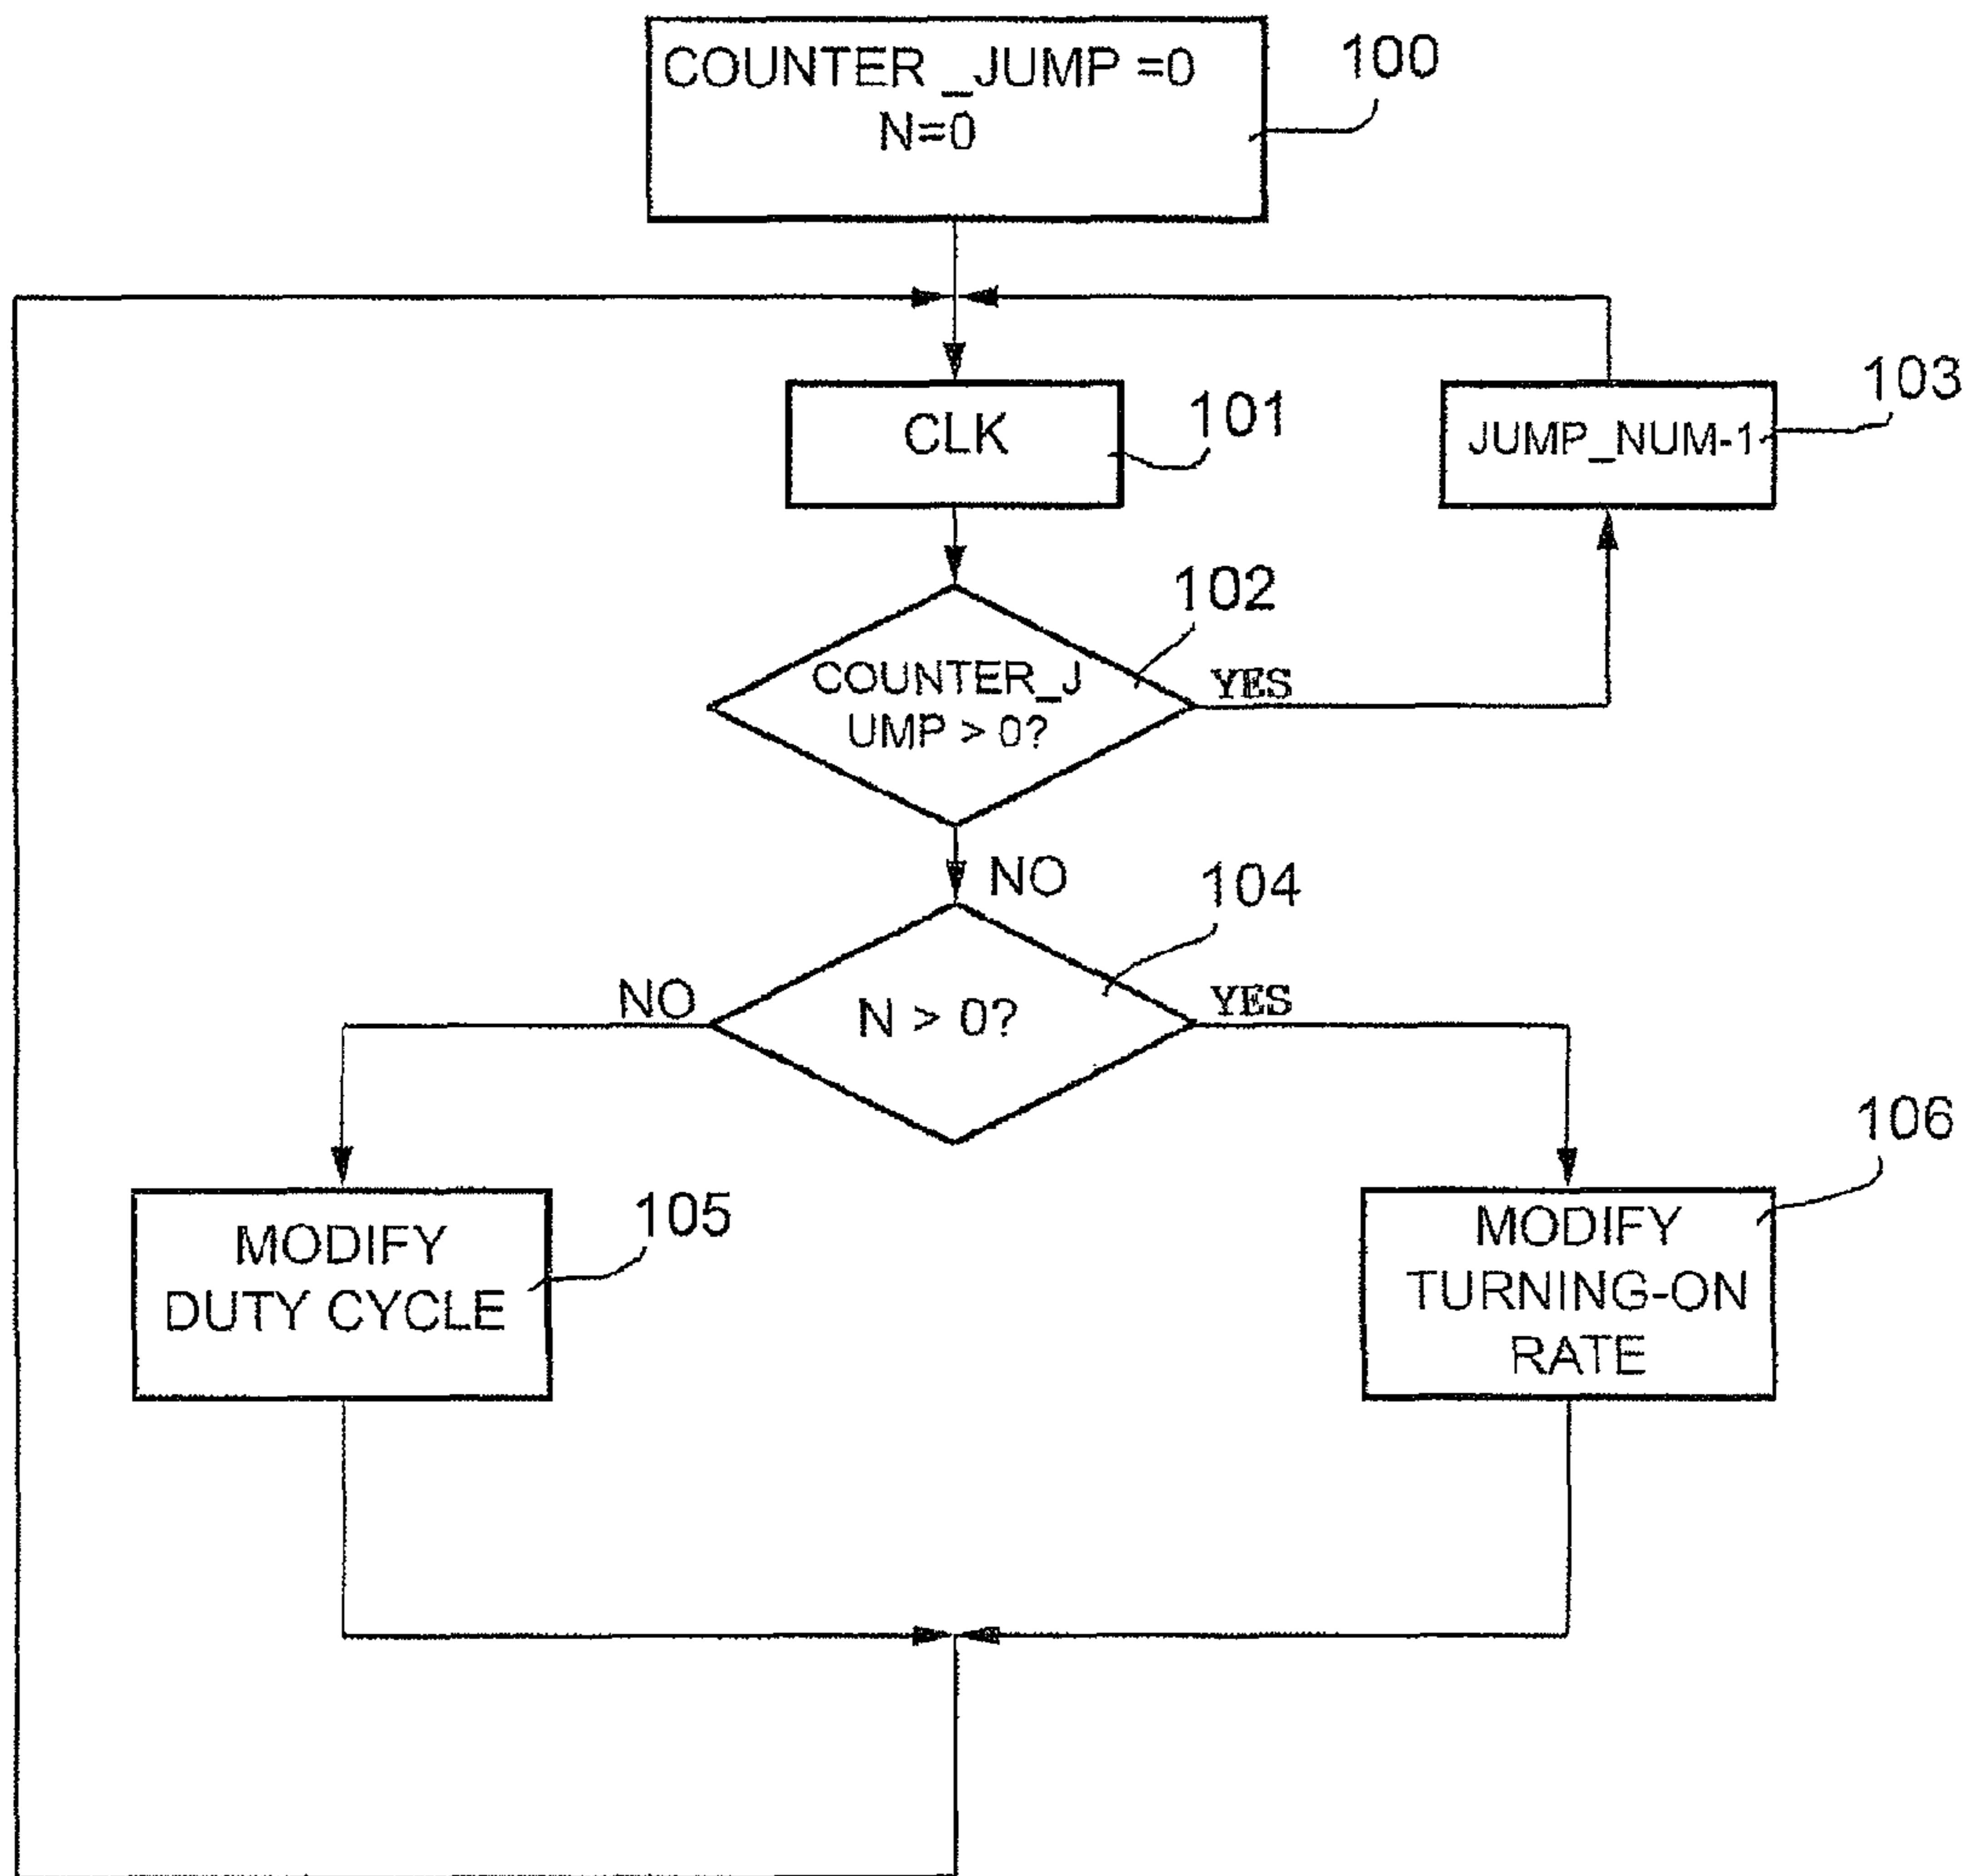 COUNTER _JUMP =0
N=0
100
CLK
101
JUMP_NUM-1
103
COUNTER_J
UMP > 0?
102
YES
NO
N > 0?
104
NO
YES
MODIFY
DUTY CYCLE
105
MODIFY
TURNING-ON
RATE
106